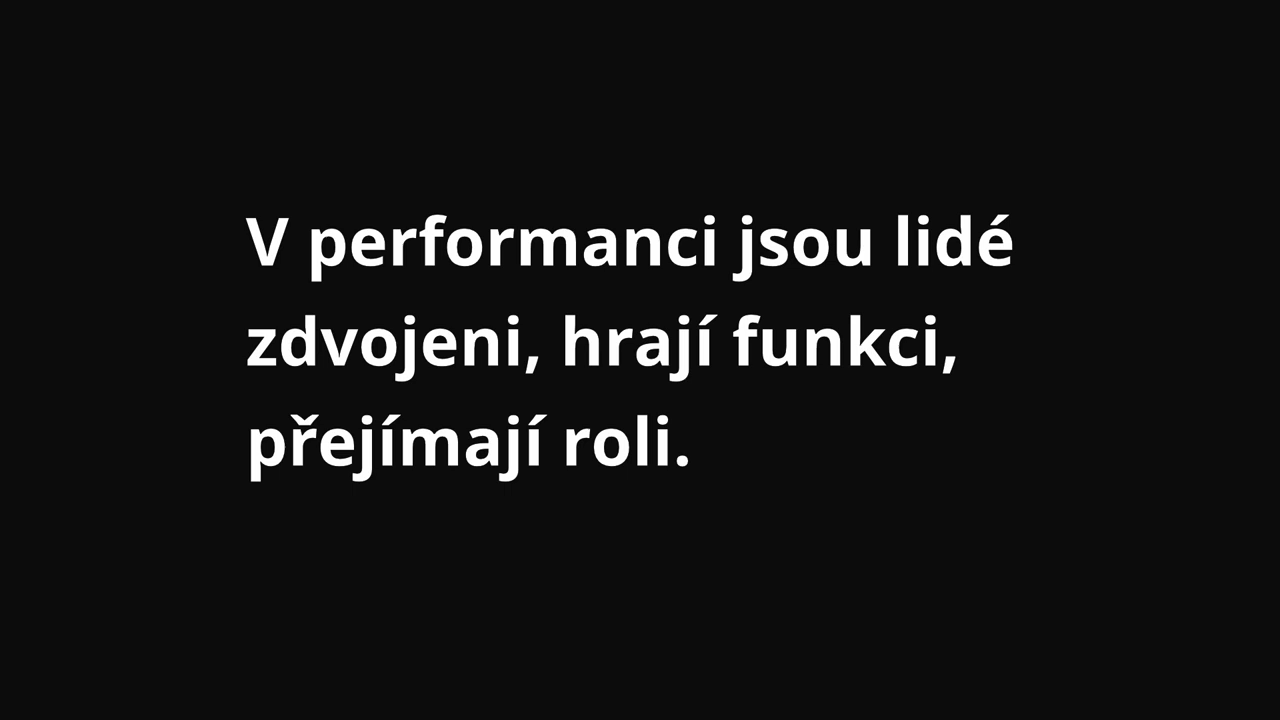 V performanci jsou lidé
zdvojeni, hrají funkci,
přejímají roli.